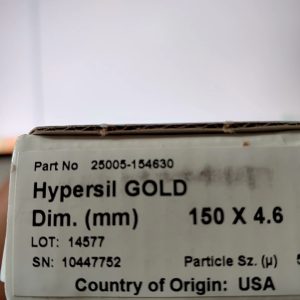 Part No 25005-154630
Hypersil GOLD
Dim. (mm) 150 X 4.6
LOT: 14577
SN: 10447752 Particle Sz. (µ)
Country of Origin: USA